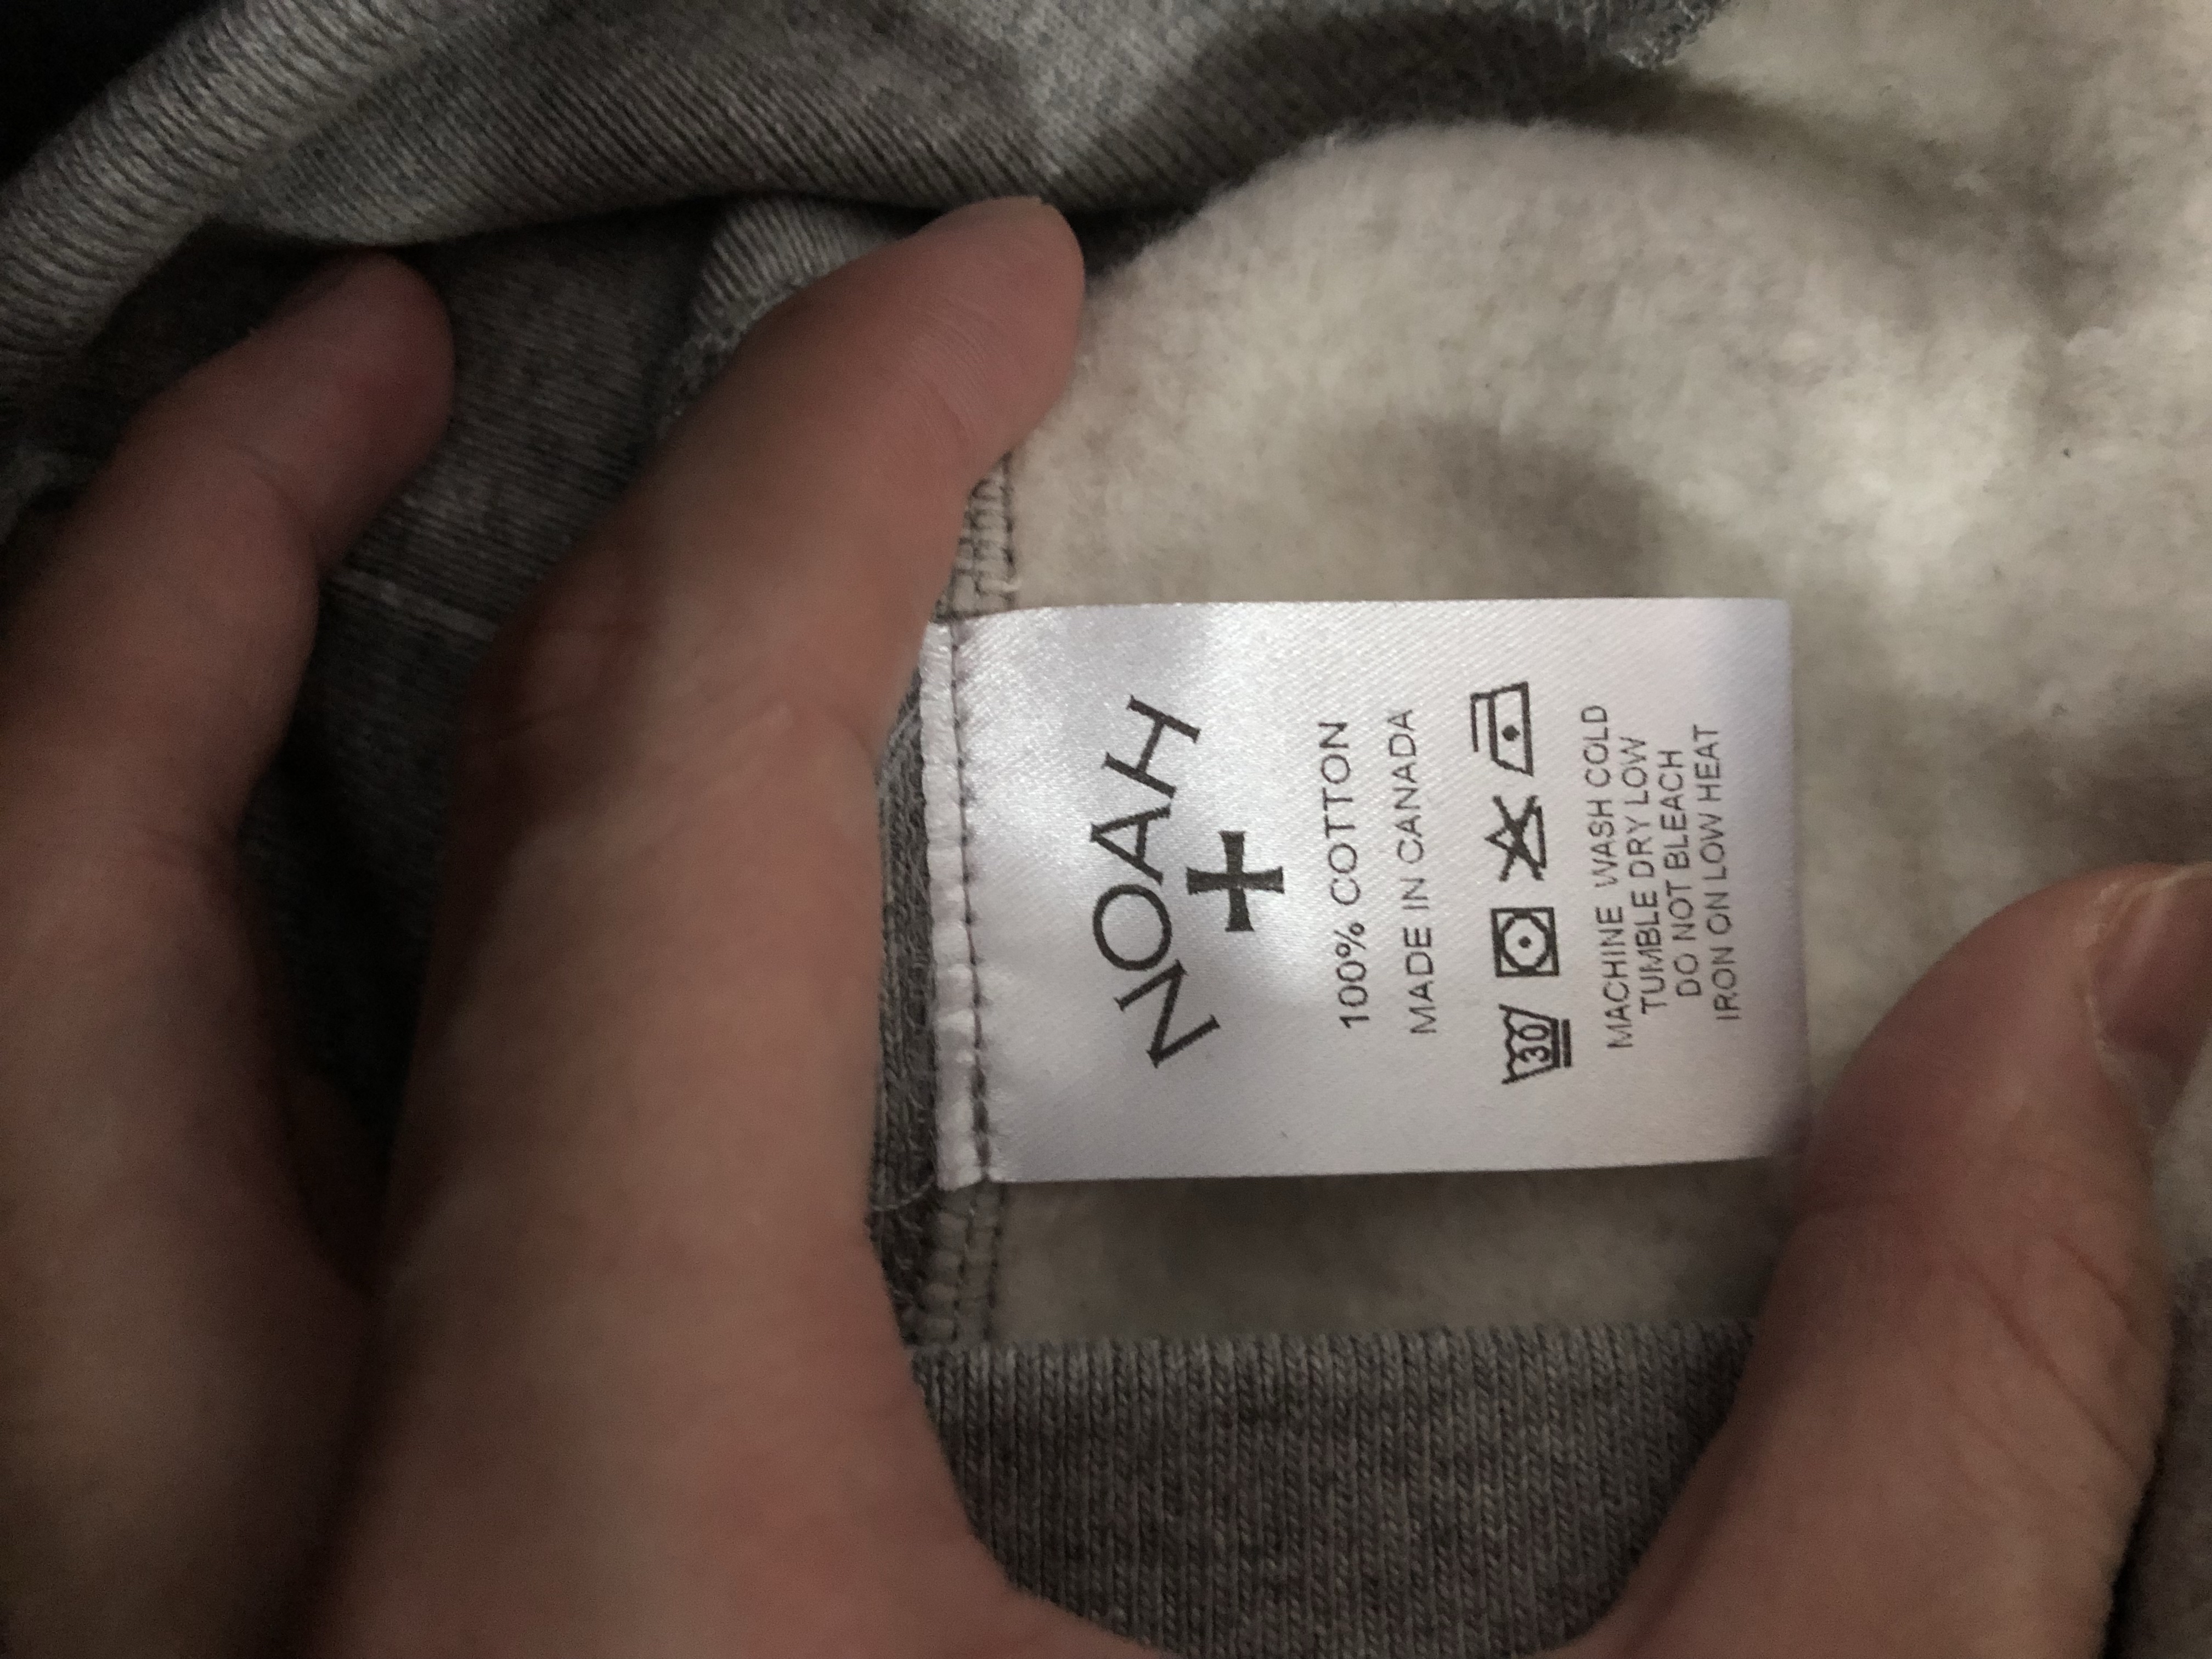 NOAH
100% COTTON
MADE IN CANADA
30
MACHINE WASH COLD
TUMBLE DRY LOW
DO NOT BLEACH
IRON ON LOW HEAT